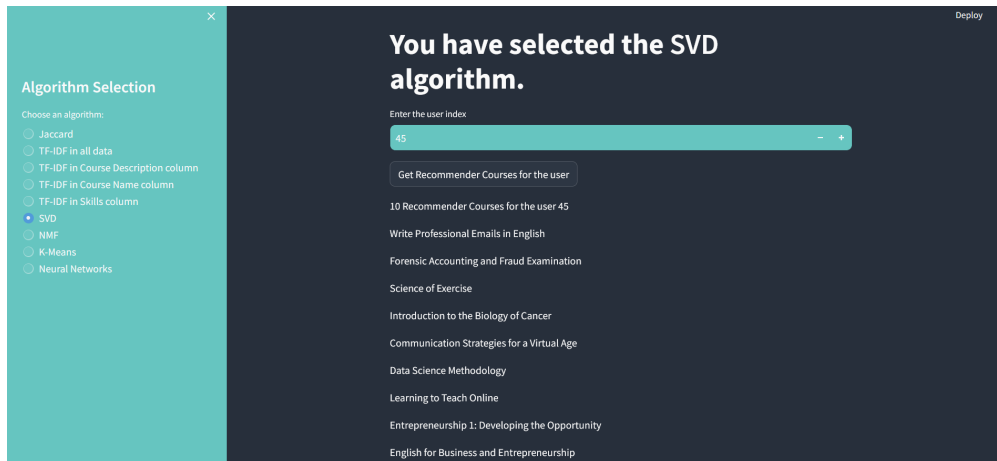 Deploy
Algorithm Selection
Choose an algorithm:
Jaccard
TF-IDF in all data
TF-IDF in Course Description column
TF-IDF in Course Name column
TF-IDF in Skills column
SVD
NMF
K-Means
Neural Networks
You have selected the SVD
algorithm.
Enter the user index
45
Get Recommender Courses for the user
10 Recommender Courses for the user 45
Write Professional Emails in English
Forensic Accounting and Fraud Examination
Science of Exercise
Introduction to the Biology of Cancer
Communication Strategies for a Virtual Age
Data Science Methodology
Learning to Teach Online
Entrepreneurship 1: Developing the Opportunity
English for Business and Entrepreneurship